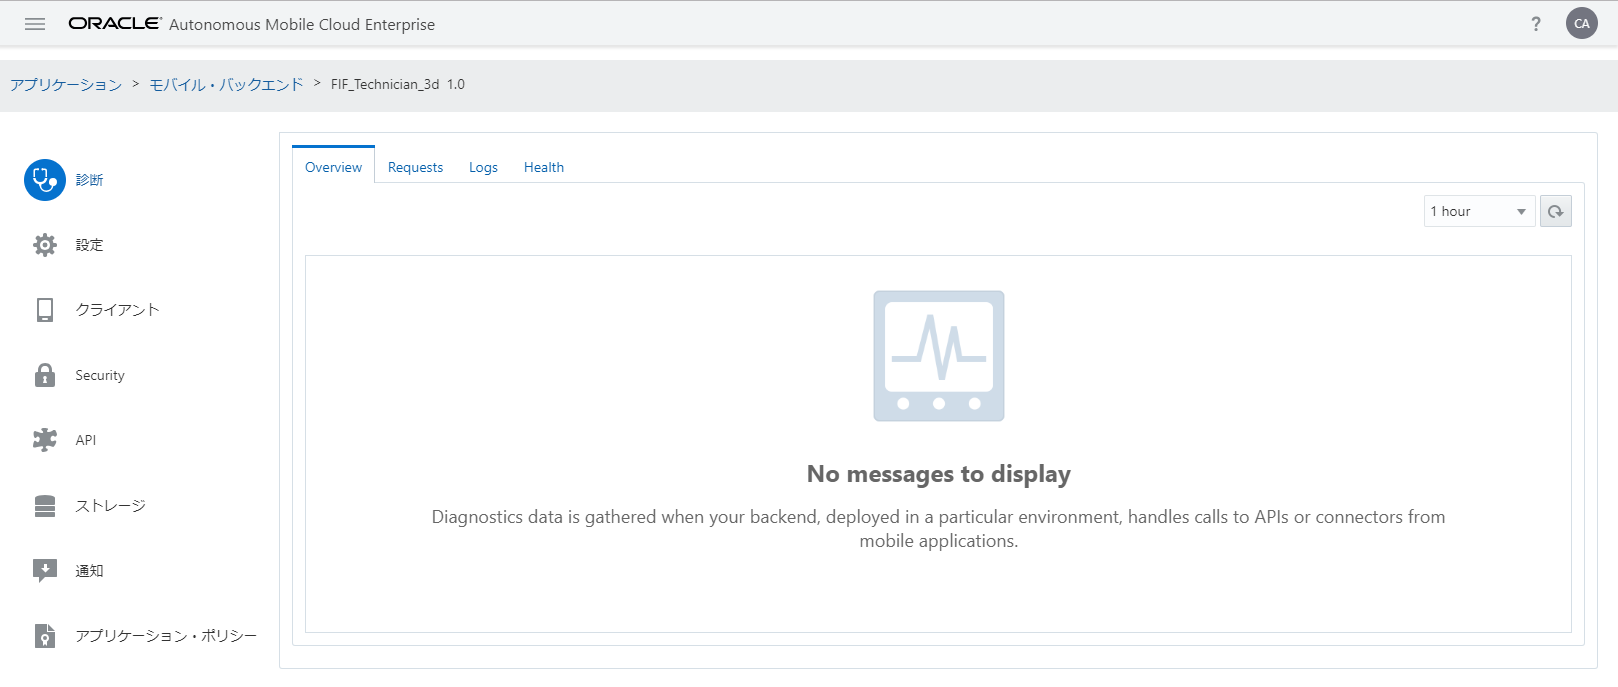 ORACLE Autonomous Mobile Cloud Enterprise ? CA
アプリケーション > モバイル・バックエンド > FIF_Technician_3d 1.0
診断
設定
クライアント
Security
API
ストレージ
通知
アプリケーション・ポリシー
Overview Requests Logs Health
1 hour
No messages to display
Diagnostics data is gathered when your backend, deployed in a particular environment, handles calls to APIs or connectors from
mobile applications.